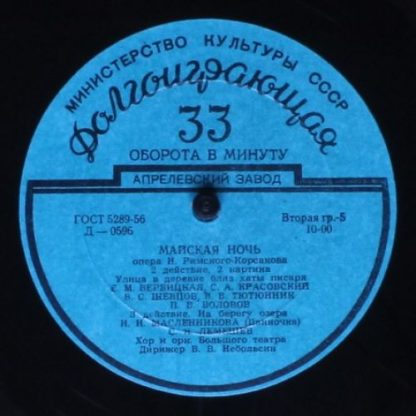 МИНИСТЕРСТВО КУЛЬТУРЫ СССР
Долгоиграющая
33
ОБОРОТА В МИНУТУ
АПРЕЛЕВСКИЙ ЗАВОД
ГОСТ 5289-56
Д — 0596
Вторая гр.-5
10-00
МАЙСКАЯ НОЧЬ
опера Н. Римского-Корсакова
2 действие, 2 картина
Улица в деревне близ хаты писаря
Е. М. ВЕРБИЦКАЯ, С. А. КРАСОВСКИЙ
В. С. ШЕВЦОВ, В. В. ТЮТЮННИК
П. В. ВОЛОВОВ
3 действие. На берегу озера
И. И. МАСЛЕННИКОВА (Панночка)
С. Я. ЛЕМЕШЕВ
Хор и орк. Большого театра
Дирижер В. В. Небольсин